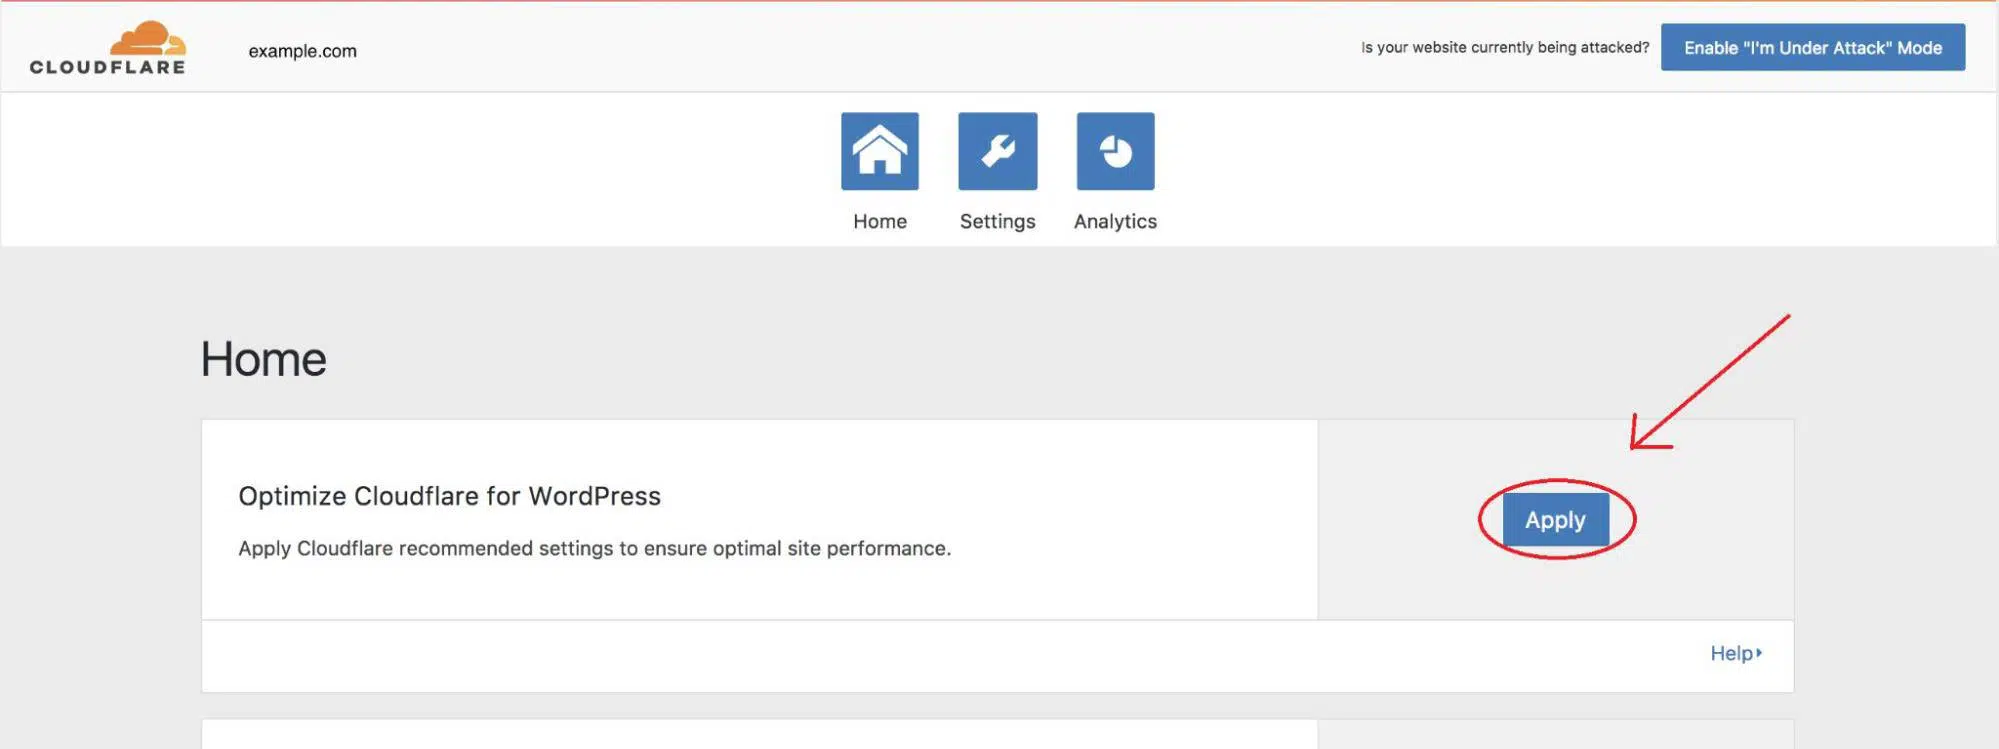 CLOUDFLARE
example.com
Is your website currently being attacked?
Enable "I'm Under Attack" Mode
Home
Settings
Analytics
Home
Optimize Cloudflare for WordPress
Apply Cloudflare recommended settings to ensure optimal site performance.
Apply
Help